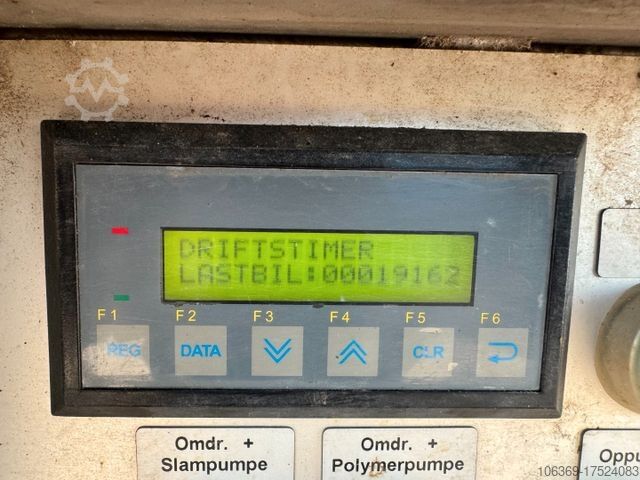 DRIFTSTIMER
LASTBIL:00019162
F1 F2 F3 F4 F5 F6
REG DATA CLR
Omdr. + Omdr. +
Slampumpe Polymerpumpe
Oppu
106369-17524083